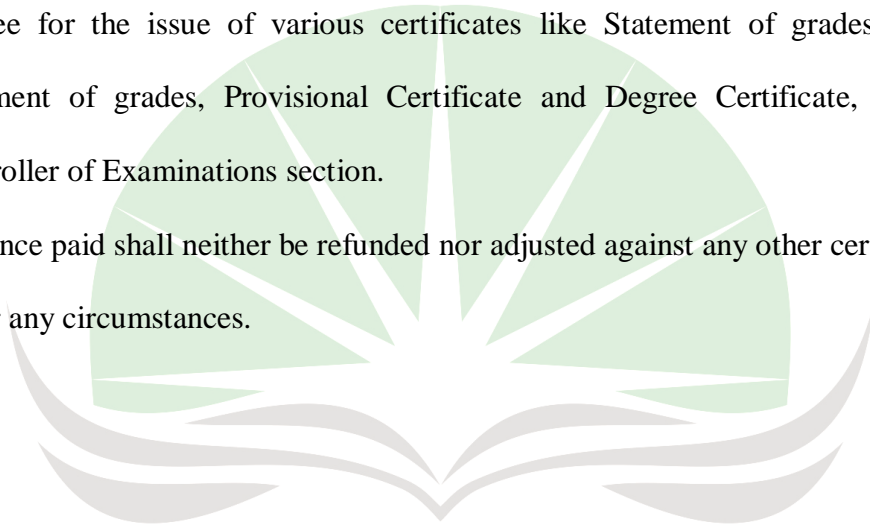 ee for the issue of various certificates like Statement of grades
ment of grades, Provisional Certificate and Degree Certificate,
roller of Examinations section.
nce paid shall neither be refunded nor adjusted against any other cer
any circumstances.